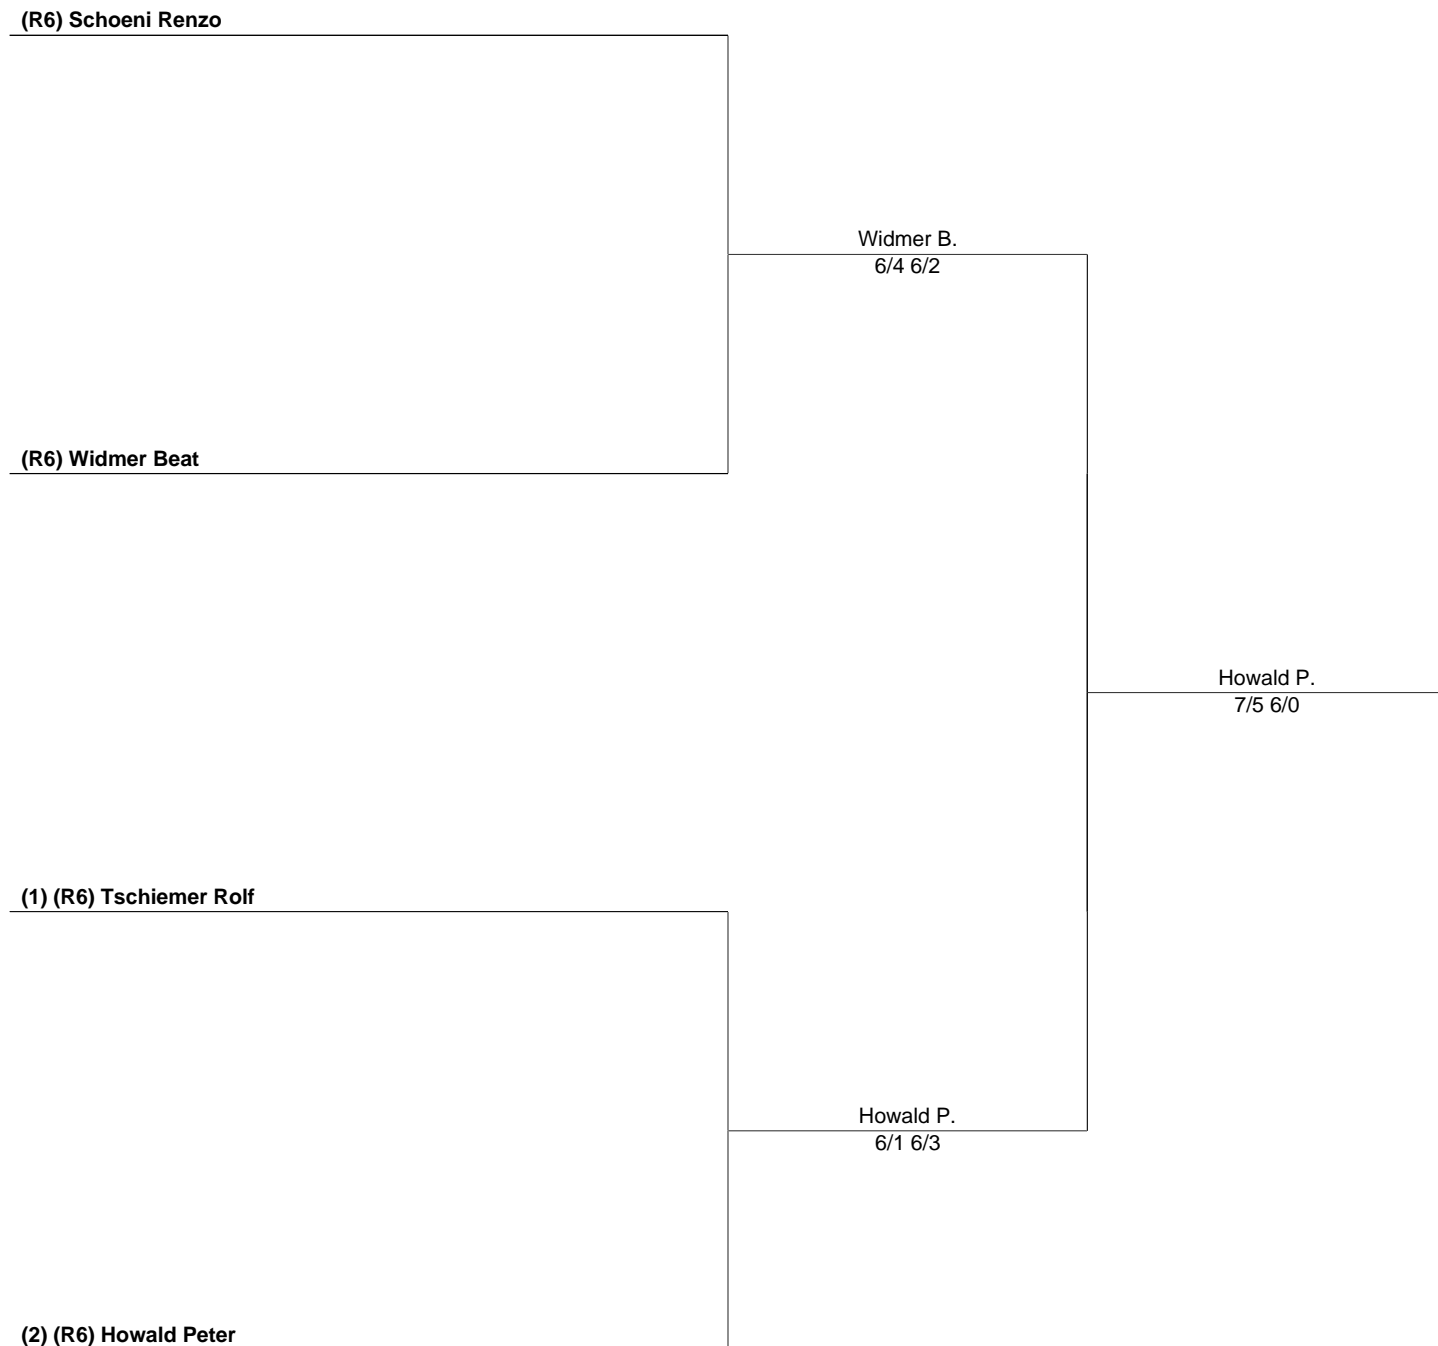 (R6) Schoeni Renzo
Widmer B.
6/4 6/2
(R6) Widmer Beat
Howald P.
7/5 6/0
(1) (R6) Tschiemer Rolf
Howald P.
6/1 6/3
(2) (R6) Howald Peter